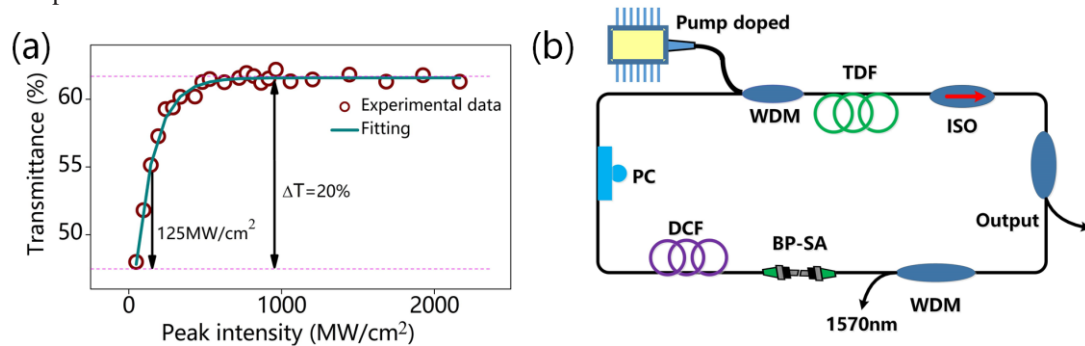 (a)
Transmittance (%)
60
55
50
Experimental data
Fitting
ΔT=20%
125MW/cm²
0
1000
2000
Peak intensity (MW/cm²)
(b)
Pump doped
WDM
TDF
ISO
PC
Output
DCF
BP-SA
WDM
1570nm